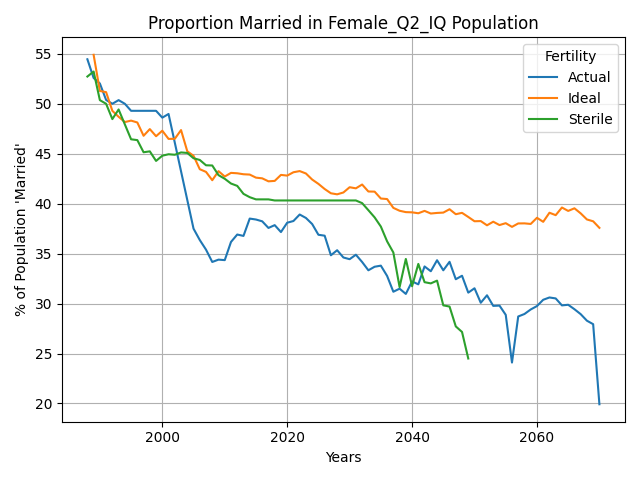 Proportion Married in Female_Q2_IQ Population
Fertility
Actual
Ideal
Sterile
% of Population 'Married'
55
50
45
40
35
30
25
20
2000
2020
2040
2060
Years